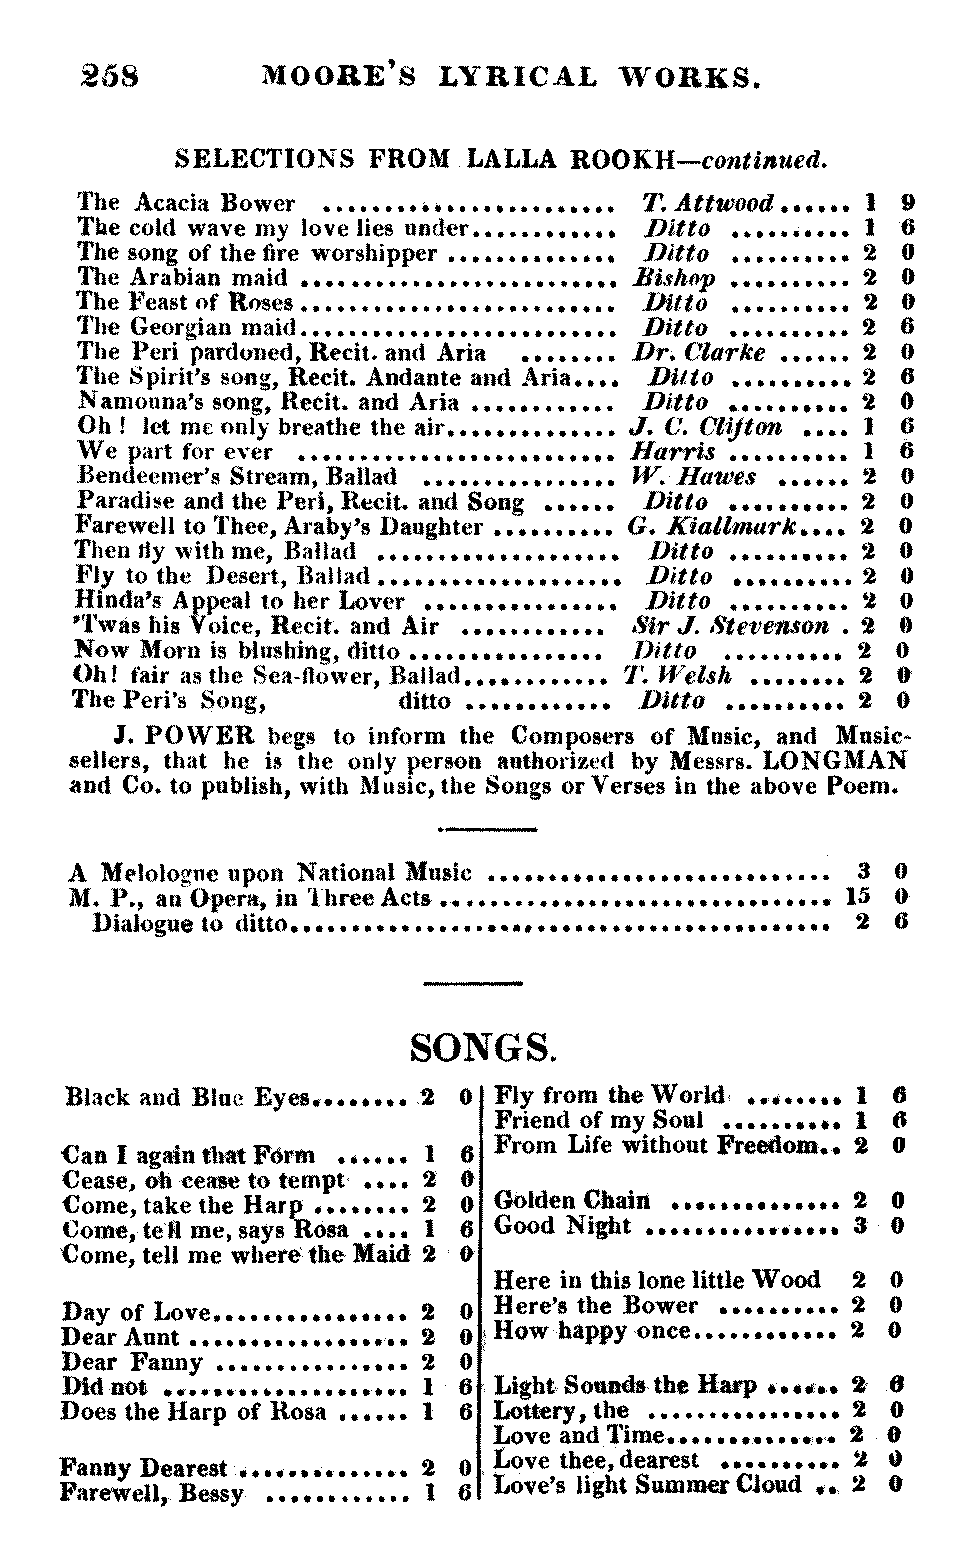 258 MOORE'S LYRICAL WORKS.
SELECTIONS FROM LALLA ROOKH—continued.
The Acacia Bower ........................ T. Attwood...... 1 9
The cold wave my love lies under............ Ditto .......... 1 6
The song of the fire worshipper .............. Ditto .......... 2 0
The Arabian maid .......................... Bishop .......... 2 0
The Feast of Roses.......................... Ditto .......... 2 0
The Georgian maid.......................... Ditto .......... 2 6
The Peri pardoned, Recit. and Aria ........ Dr. Clarke ...... 2 0
The Spirit's song, Recit. Andante and Aria.... Ditto .......... 2 6
Namouna's song, Recit. and Aria ............ Ditto .......... 2 0
Oh ! let me only breathe the air.............. J. C. Clifton .... 1 6
We part for ever .......................... Harris .......... 1 6
Bendeemer's Stream, Ballad ................ W. Hawes ...... 2 0
Paradise and the Peri, Recit. and Song ...... Ditto .......... 2 0
Farewell to Thee, Araby's Daughter .......... G. Kiallmark.... 2 0
Then fly with me, Ballad .................... Ditto .......... 2 0
Fly to the Desert, Ballad .................... Ditto .......... 2 0
Hinda's Appeal to her Lover ................ Ditto .......... 2 0
'Twas his Voice, Recit. and Air ............ Sir J. Stevenson . 2 0
Now Morn is blushing, ditto ................ Ditto .......... 2 0
Oh! fair as the Sea-flower, Ballad............ T. Welsh ........ 2 0
The Peri's Song, ditto ............ Ditto .......... 2 0
J. POWER begs to inform the Composers of Music, and Music-
sellers, that he is the only person authorized by Messrs. LONGMAN
and Co. to publish, with Music, the Songs or Verses in the above Poem.
A Melologue upon National Music ............................ 3 0
M. P., an Opera, in Three Acts ................................ 15 0
Dialogue to ditto............................................ 2 6
SONGS.
Black and Blue Eyes........ 2 0
Can I again that Form ...... 1 6
Cease, oh cease to tempt .... 2 0
Come, take the Harp ........ 2 0
Come, tell me, says Rosa .... 1 6
Come, tell me where the Maid 2 0
Day of Love................ 2 0
Dear Aunt .................. 2 0
Dear Fanny ................ 2 0
Did not .................... 1 6
Does the Harp of Rosa ...... 1 6
Fanny Dearest .............. 2 0
Farewell, Bessy ............ 1 6
Fly from the World ........ 1 6
Friend of my Soul .......... 1 6
From Life without Freedom.. 2 0
Golden Chain .............. 2 0
Good Night ................ 3 0
Here in this lone little Wood 2 0
Here's the Bower .......... 2 0
How happy once............ 2 0
Light Sounds the Harp ...... 2 6
Lottery, the ................ 2 0
Love and Time.............. 2 0
Love thee, dearest .......... 2 0
Love's light Summer Cloud .. 2 0